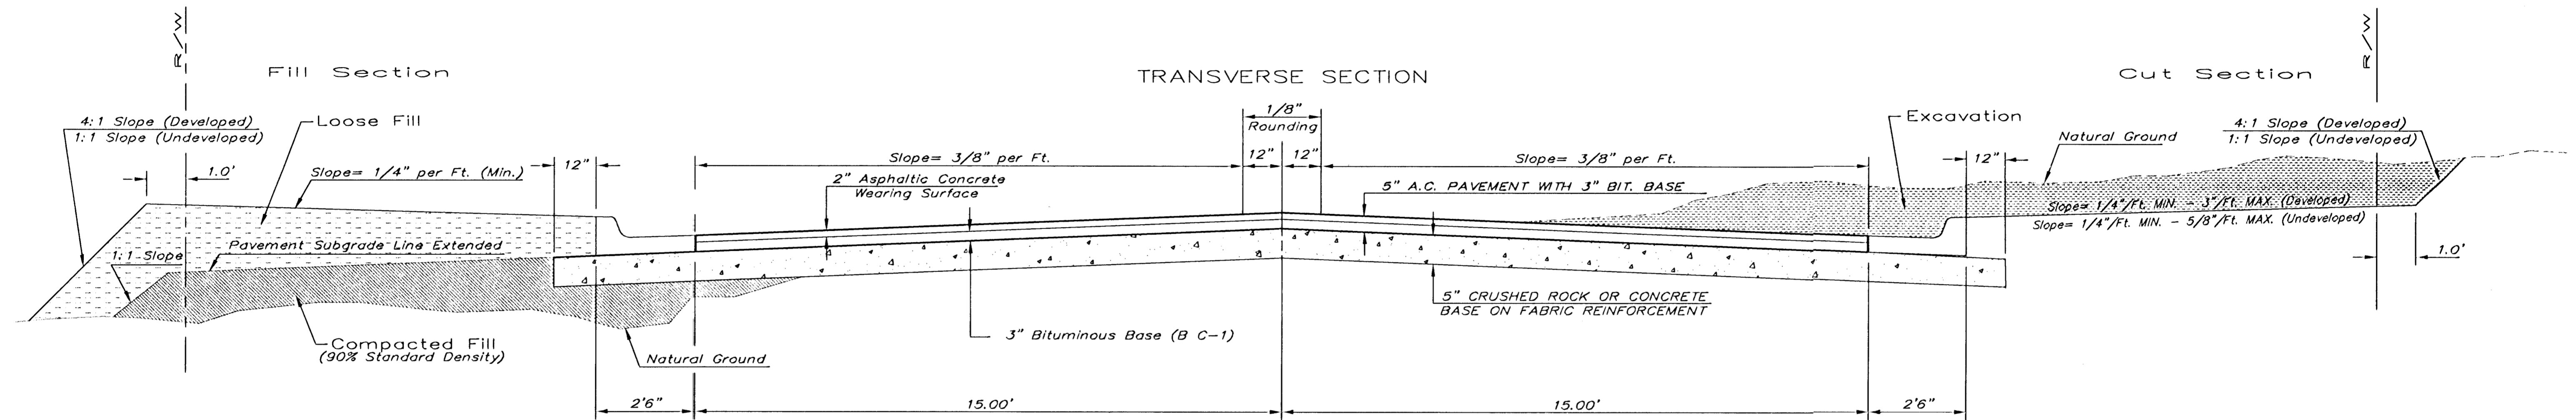 R/W
R/W
Fill Section
TRANSVERSE SECTION
Cut Section
1/8"
Rounding
4:1 Slope (Developed)
1:1 Slope (Undeveloped)
Loose Fill
Excavation
Natural Ground
4:1 Slope (Developed)
1:1 Slope (Undeveloped)
1.0'
Slope= 1/4" per Ft. (Min.)
12"
Slope= 3/8" per Ft.
12"
12"
Slope= 3/8" per Ft.
12"
2" Asphaltic Concrete
Wearing Surface
5" A.C. PAVEMENT WITH 3" BIT. BASE
Slope= 1/4"/Ft. MIN. - 3"/Ft. MAX. (Developed)
Slope= 1/4"/Ft. MIN. - 5/8"/Ft. MAX. (Undeveloped)
1:1 Slope
Pavement Subgrade Line Extended
1.0'
5" CRUSHED ROCK OR CONCRETE
BASE ON FABRIC REINFORCEMENT
3" Bituminous Base (B C-1)
Compacted Fill
(90% Standard Density)
Natural Ground
2'6"
15.00'
15.00'
2'6"